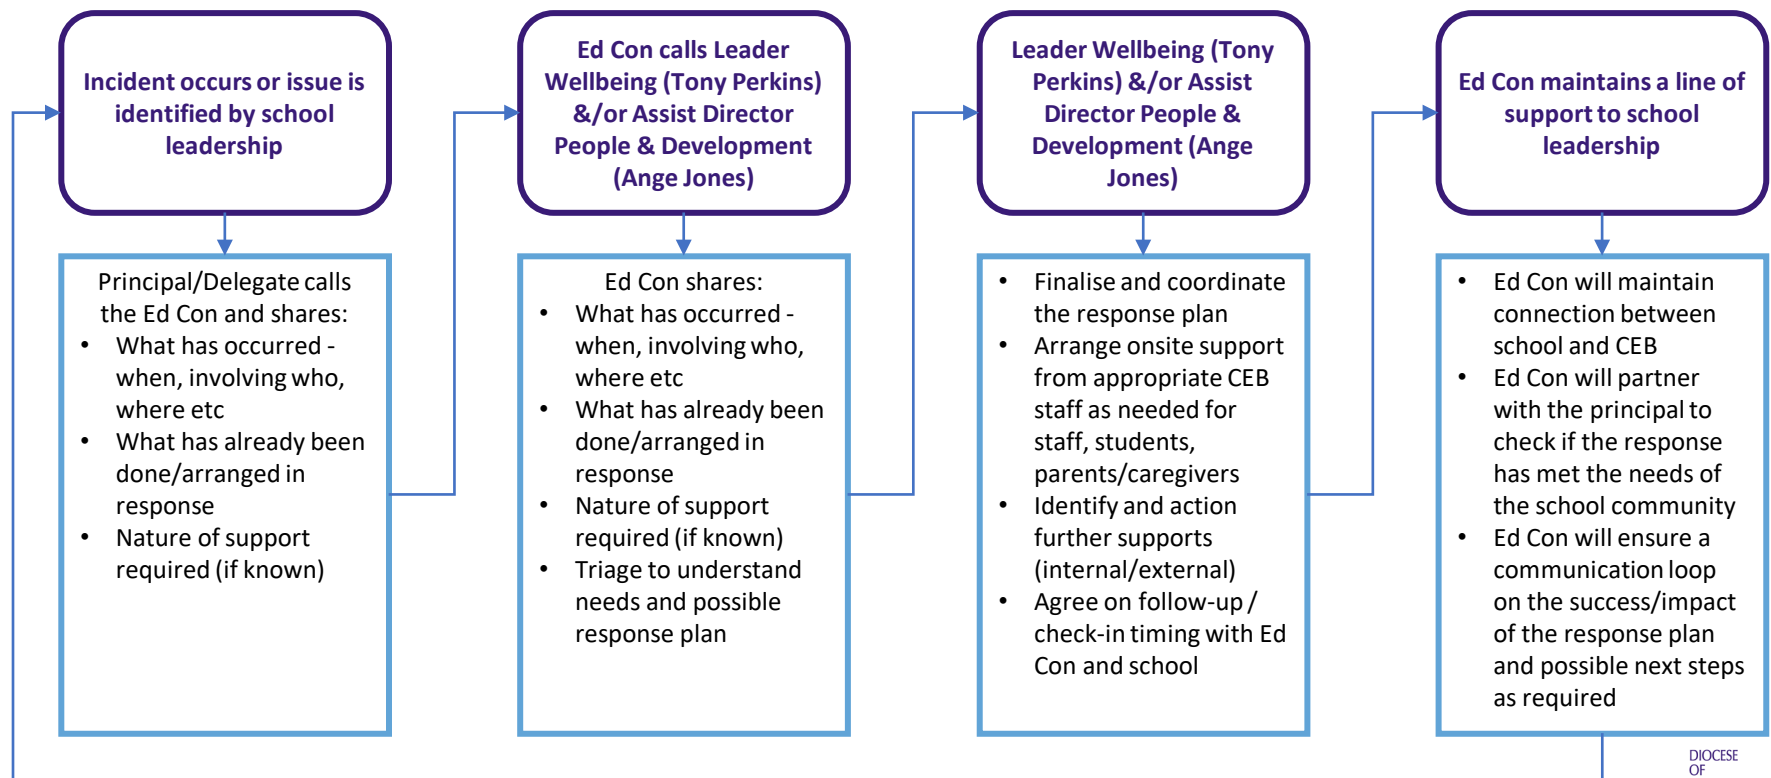 Incident occurs or issue is
identified by school
leadership
Principal/Delegate calls
the Ed Con and shares:
• What has occurred -
when, involving who,
where etc
• What has already been
done/arranged in
response
• Nature of support
required (if known)
Ed Con calls Leader
Wellbeing (Tony Perkins)
&/or Assist Director
People & Development
(Ange Jones)
Ed Con shares:
• What has occurred -
when, involving who,
where etc
• What has already been
done/arranged in
response
• Nature of support
required (if known)
• Triage to understand
needs and possible
response plan
Leader Wellbeing (Tony
Perkins) &/or Assist
Director People &
Development (Ange
Jones)
• Finalise and coordinate
the response plan
• Arrange onsite support
from appropriate CEB
staff as needed for
staff, students,
parents/caregivers
• Identify and action
further supports
(internal/external)
• Agree on follow-up /
check-in timing with Ed
Con and school
Ed Con maintains a line of
support to school
leadership
• Ed Con will maintain
connection between
school and CEB
• Ed Con will partner
with the principal to
check if the response
has met the needs of
the school community
• Ed Con will ensure a
communication loop
on the success/impact
of the response plan
and possible next steps
as required
DIOCESE
OF